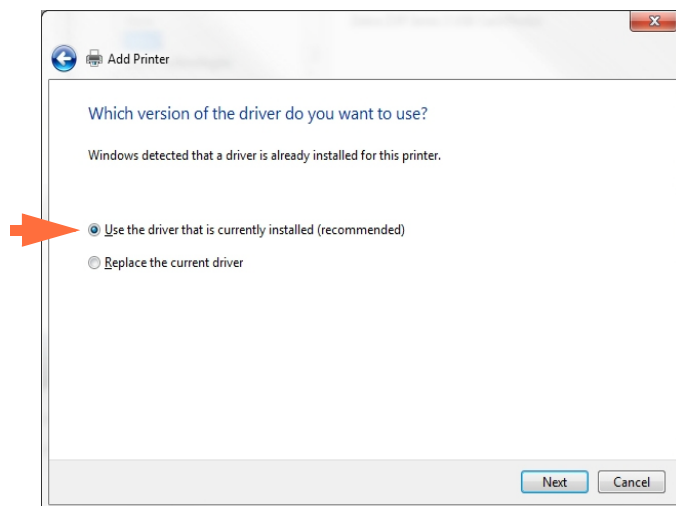 Add Printer
Which version of the driver do you want to use?
Windows detected that a driver is already installed for this printer.
Use the driver that is currently installed (recommended)
Replace the current driver
Next
Cancel